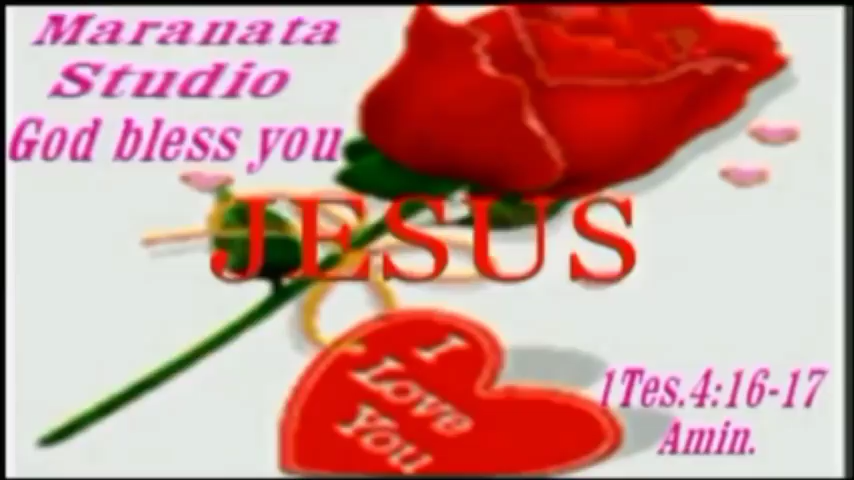 Maranata
Studio
God bless you
JESUS
I
Love
You
1Tes.4:16-17
Amin.